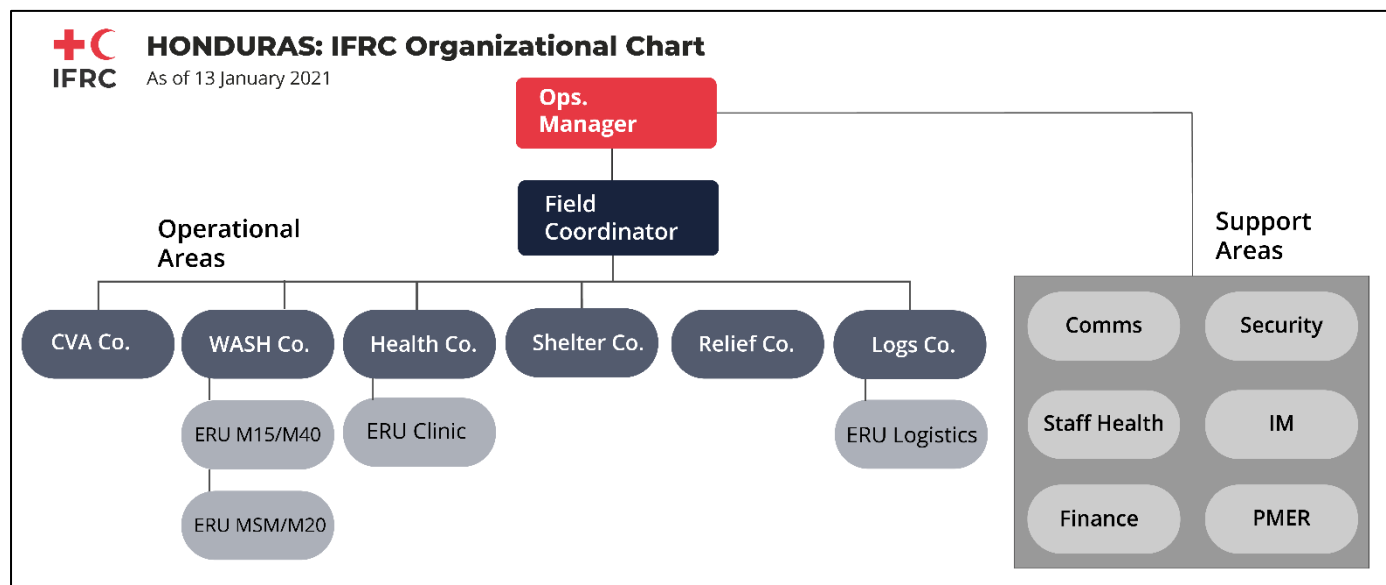 HONDURAS: IFRC Organizational Chart
IFRC
As of 13 January 2021
Ops.
Manager
Field
Coordinator
Operational
Areas
Support
Areas
CVA Co.
WASH Co.
Health Co.
Shelter Co.
Relief Co.
Logs Co.
ERU M15/M40
ERU Clinic
ERU Logistics
ERU MSM/M20
Comms
Security
Staff Health
IM
Finance
PMER